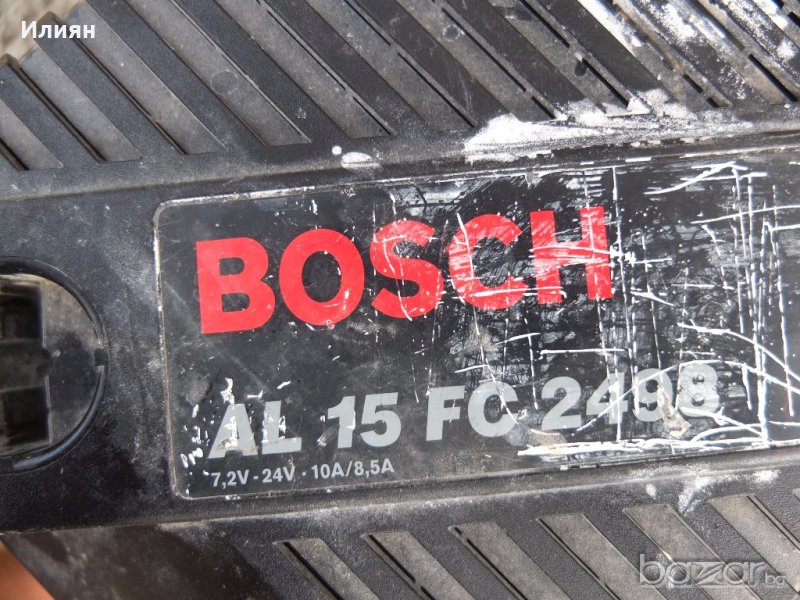 Илиян
BOSCH
AL 15 FC 2498
7,2V - 24V · 10A/8,5A
bazar.bg